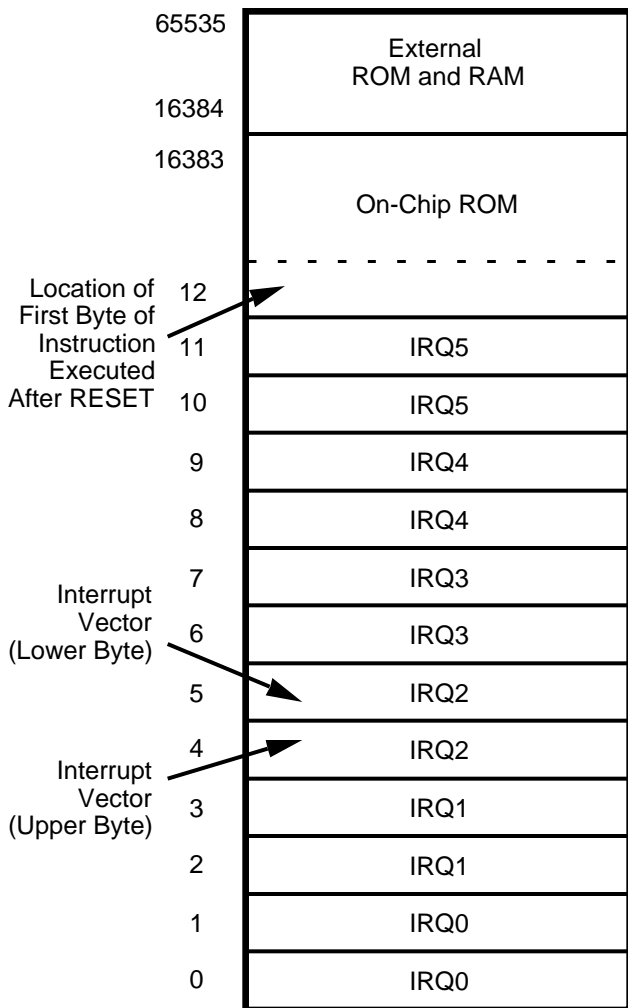 65535
External
ROM and RAM
16384
16383
On-Chip ROM
Location of
First Byte of
Instruction
Executed
After RESET
12
11 IRQ5
10 IRQ5
9 IRQ4
8 IRQ4
7 IRQ3
Interrupt
Vector
(Lower Byte)
6 IRQ3
5 IRQ2
4 IRQ2
Interrupt
Vector
(Upper Byte)
3 IRQ1
2 IRQ1
1 IRQ0
0 IRQ0